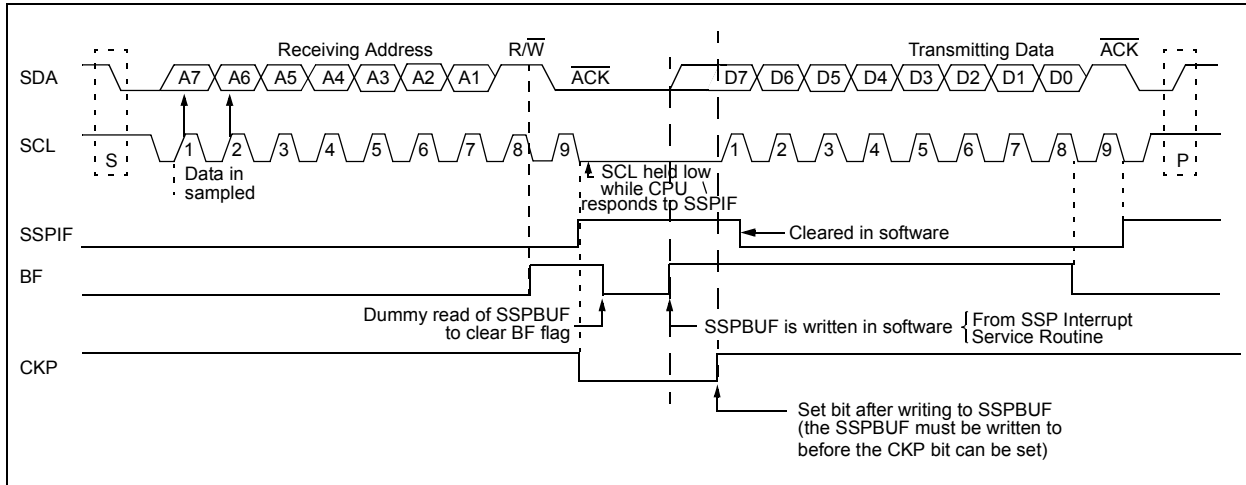 Receiving Address R/W Transmitting Data ACK
SDA A7 A6 A5 A4 A3 A2 A1 ACK D7 D6 D5 D4 D3 D2 D1 D0
SCL S 1 2 3 4 5 6 7 8 9 1 2 3 4 5 6 7 8 9 P
Data in
sampled
SCL held low
while CPU
responds to SSPIF
SSPIF
Cleared in software
BF
Dummy read of SSPBUF
to clear BF flag
SSPBUF is written in software { From SSP Interrupt
Service Routine
CKP
Set bit after writing to SSPBUF
(the SSPBUF must be written to
before the CKP bit can be set)